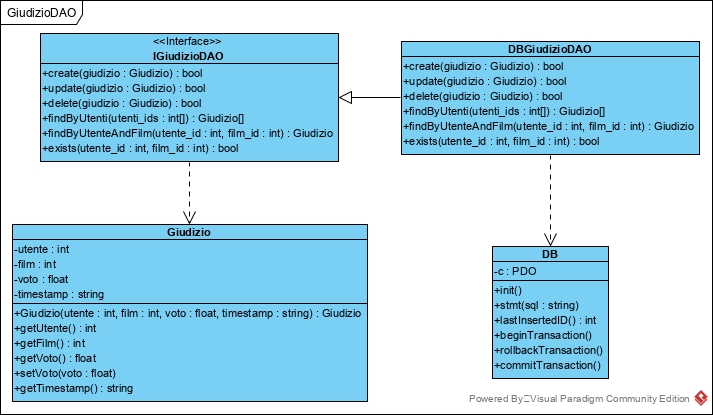 GiudizioDAO
<<Interface>>
IGiudizioDAO
+create(giudizio : Giudizio) : bool
+update(giudizio : Giudizio) : bool
+delete(giudizio : Giudizio) : bool
+findByUtenti(utenti_ids : int[]) : Giudizio[]
+findByUtenteAndFilm(utente_id : int, film_id : int) : Giudizio
+exists(utente_id : int, film_id : int) : bool
DBGiudizioDAO
+create(giudizio : Giudizio) : bool
+update(giudizio : Giudizio) : bool
+delete(giudizio : Giudizio) : bool
+findByUtenti(utenti_ids : int[]) : Giudizio[]
+findByUtenteAndFilm(utente_id : int, film_id : int) : Giudizio
+exists(utente_id : int, film_id : int) : bool
Giudizio
-utente : int
-film : int
-voto : float
-timestamp : string
+Giudizio(utente : int, film : int, voto : float, timestamp : string) : Giudizio
+getUtente() : int
+getFilm() : int
+getVoto() : float
+setVoto(voto : float)
+getTimestamp() : string
DB
-c : PDO
+init()
+stmt(sql : string)
+lastInsertedID() : int
+beginTransaction()
+rollbackTransaction()
+commitTransaction()
Powered By Visual Paradigm Community Edition